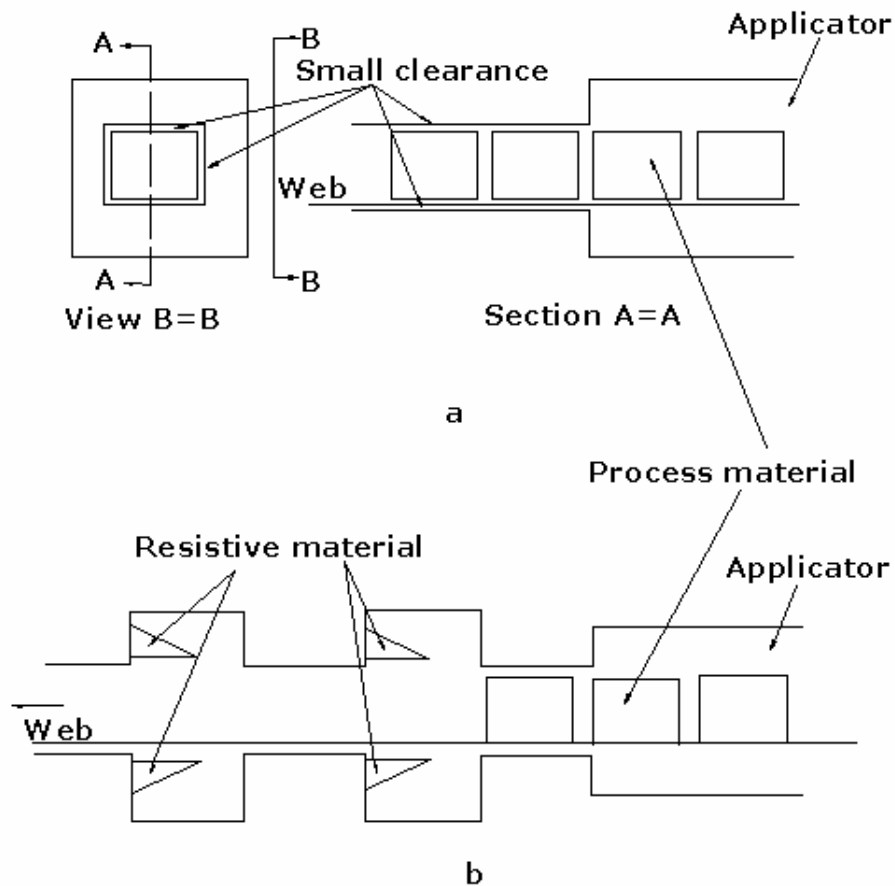 Applicator
A
B
Small clearance
Web
A
B
View B=B
Section A=A
a
Process material
Resistive material
Applicator
Web
b